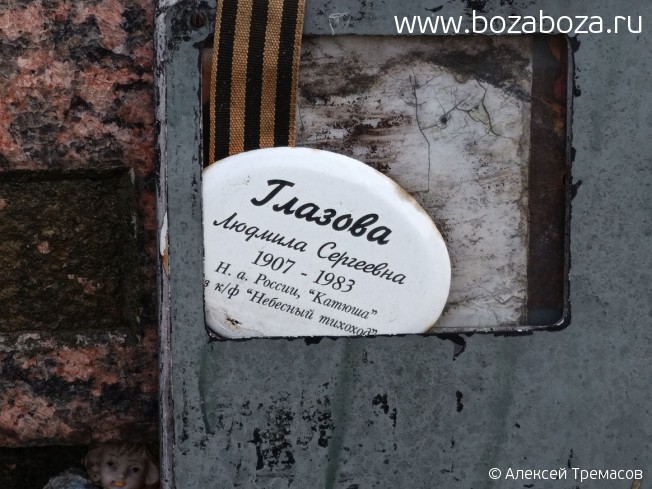 www.bozaboza.ru
Глазова
Людмила Сергеевна
1907 - 1983
Н. а. России, "Катюша"
в к/ф "Небесный тихоход"
© Алексей Тремасов